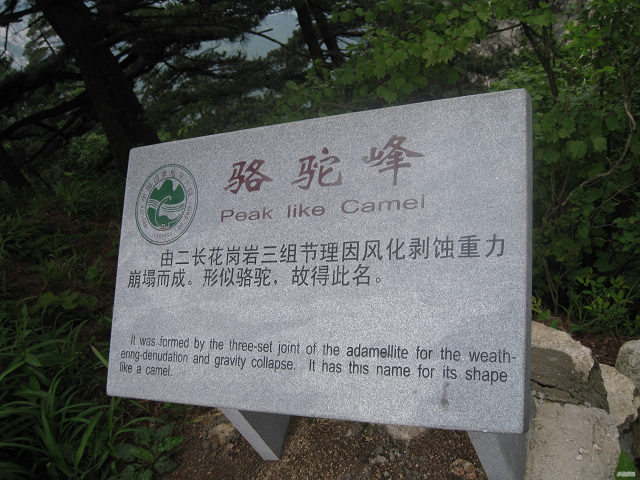 骆驼峰
Peak like Camel
由二长花岗岩三组节理因风化剥蚀重力
崩塌而成。形似骆驼，故得此名。
It was formed by the three-set joint of the adamellite for the weath-
ering-denudation and gravity collapse. It has this name for its shape
like a camel.